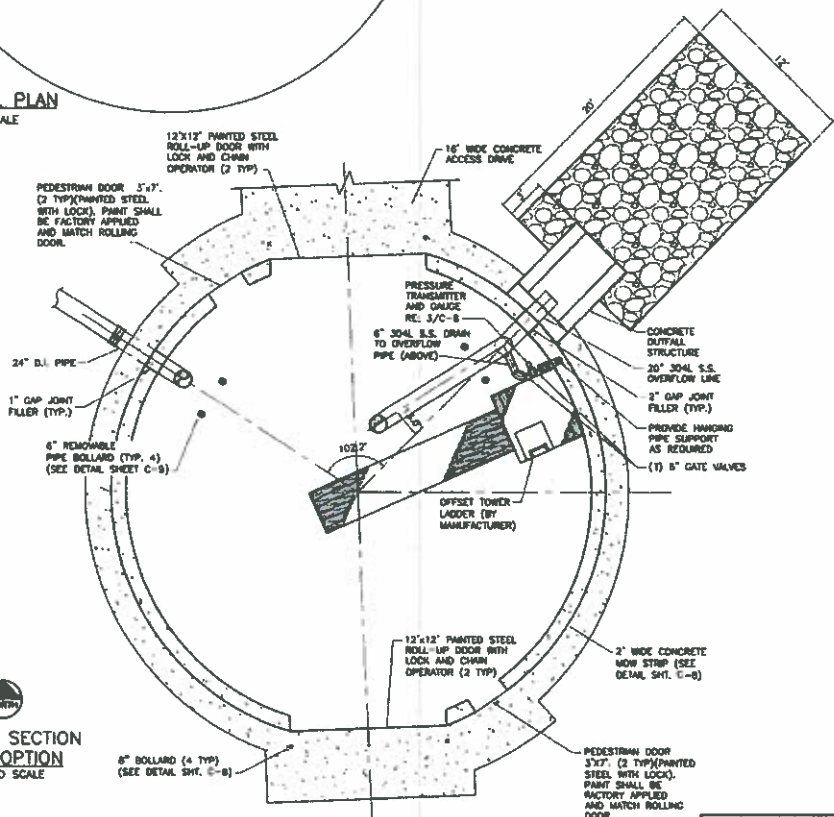 PLAN
12'X12' PAINTED STEEL
ROLL-UP DOOR WITH
LOCK AND CHAIN
OPERATOR (2 TYP)
16' WIDE CONCRETE
ACCESS DRIVE
20'
12'
PEDESTRIAN DOOR 3'x7'.
(2 TYP)(PAINTED STEEL
WITH LOCK). PAINT SHALL
BE FACTORY APPLIED
AND MATCH ROLLING
DOOR.
PRESSURE
TRANSMITTER
AND GAUGE
RE: 3/C-8
6" 304L S.S. DRAIN
TO OVERFLOW
PIPE (ABOVE)
24" D.I. PIPE
1" GAP JOINT
FILLER (TYP.)
6" REMOVABLE
PIPE BOLLARD (TYP. 4)
(SEE DETAIL SHEET C-9)
CONCRETE
OUTFALL
STRUCTURE
20" 304L S.S.
OVERFLOW LINE
2" GAP JOINT
FILLER (TYP.)
PROVIDE HANGING
PIPE SUPPORT
AS REQUIRED
(1) 6" GATE VALVES
OFFSET TOWER
LADDER (BY
MANUFACTURER)
12'x12' PAINTED STEEL
ROLL-UP DOOR WITH
LOCK AND CHAIN
OPERATOR (2 TYP)
2' WIDE CONCRETE
MOW STRIP (SEE
DETAIL SHT. C-8)
SECTION
OPTION
SCALE
8" BOLLARD (4 TYP)
(SEE DETAIL SHT. C-8)
PEDESTRIAN DOOR
3'X7'. (2 TYP)(PAINTED
STEEL WITH LOCK).
PAINT SHALL BE
FACTORY APPLIED
AND MATCH ROLLING
DOOR